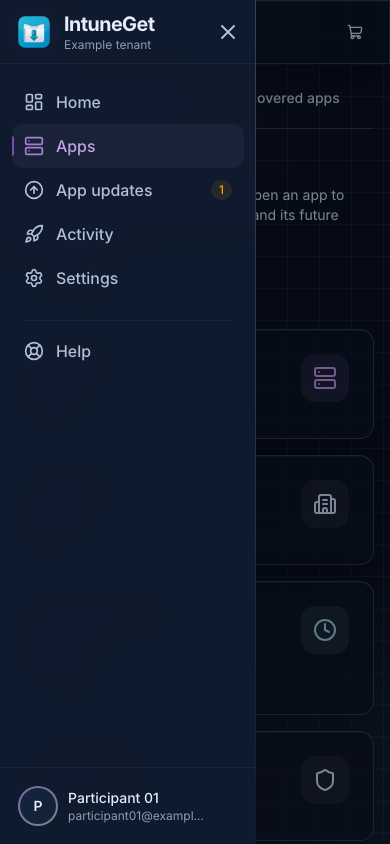 IntuneGet
Example tenant
Home
Apps
App updates 1
Activity
Settings
Help
overed apps
pen an app to
and its future
P
Participant 01
participant01@exampl...